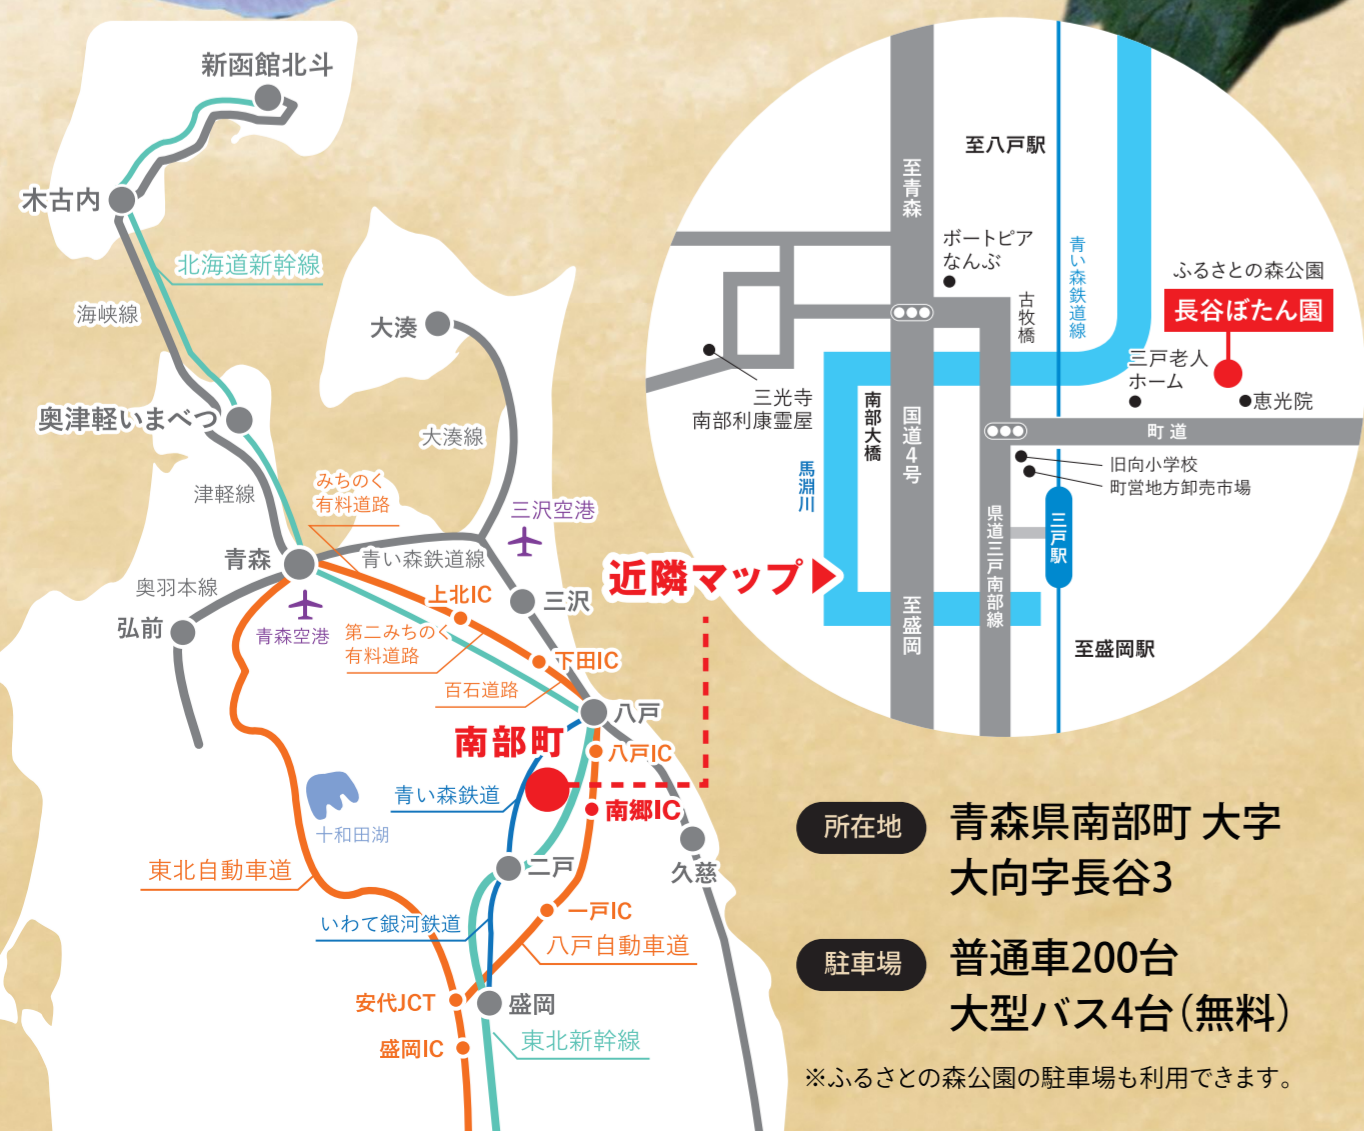 新函館北斗
木古内
北海道新幹線
海峡線
大湊
奥津軽いまべつ
大湊線
津軽線
みちのく
有料道路
三沢空港
青森
青い森鉄道線
奥羽本線
上北IC
三沢
弘前
青森空港
第二みちのく
有料道路
下田IC
百石道路
八戸
南部町
八戸IC
青い森鉄道
南郷IC
十和田湖
東北自動車道
二戸
久慈
いわて銀河鉄道
一戸IC
八戸自動車道
安代JCT
盛岡
盛岡IC
東北新幹線
近隣マップ
至八戸駅
至青森
ボートピア
なんぶ
青い森鉄道線
古牧橋
ふるさとの森公園
長谷ぼたん園
三戸老人
ホーム
恵光院
三光寺
南部利康霊屋
南部大橋
国道4号
町道
馬淵川
旧向小学校
町営地方卸売市場
県道三戸南部線
三戸駅
至盛岡
至盛岡駅
所在地
青森県南部町 大字
大向字長谷3
駐車場
普通車200台
大型バス4台(無料)
※ふるさとの森公園の駐車場も利用できます。